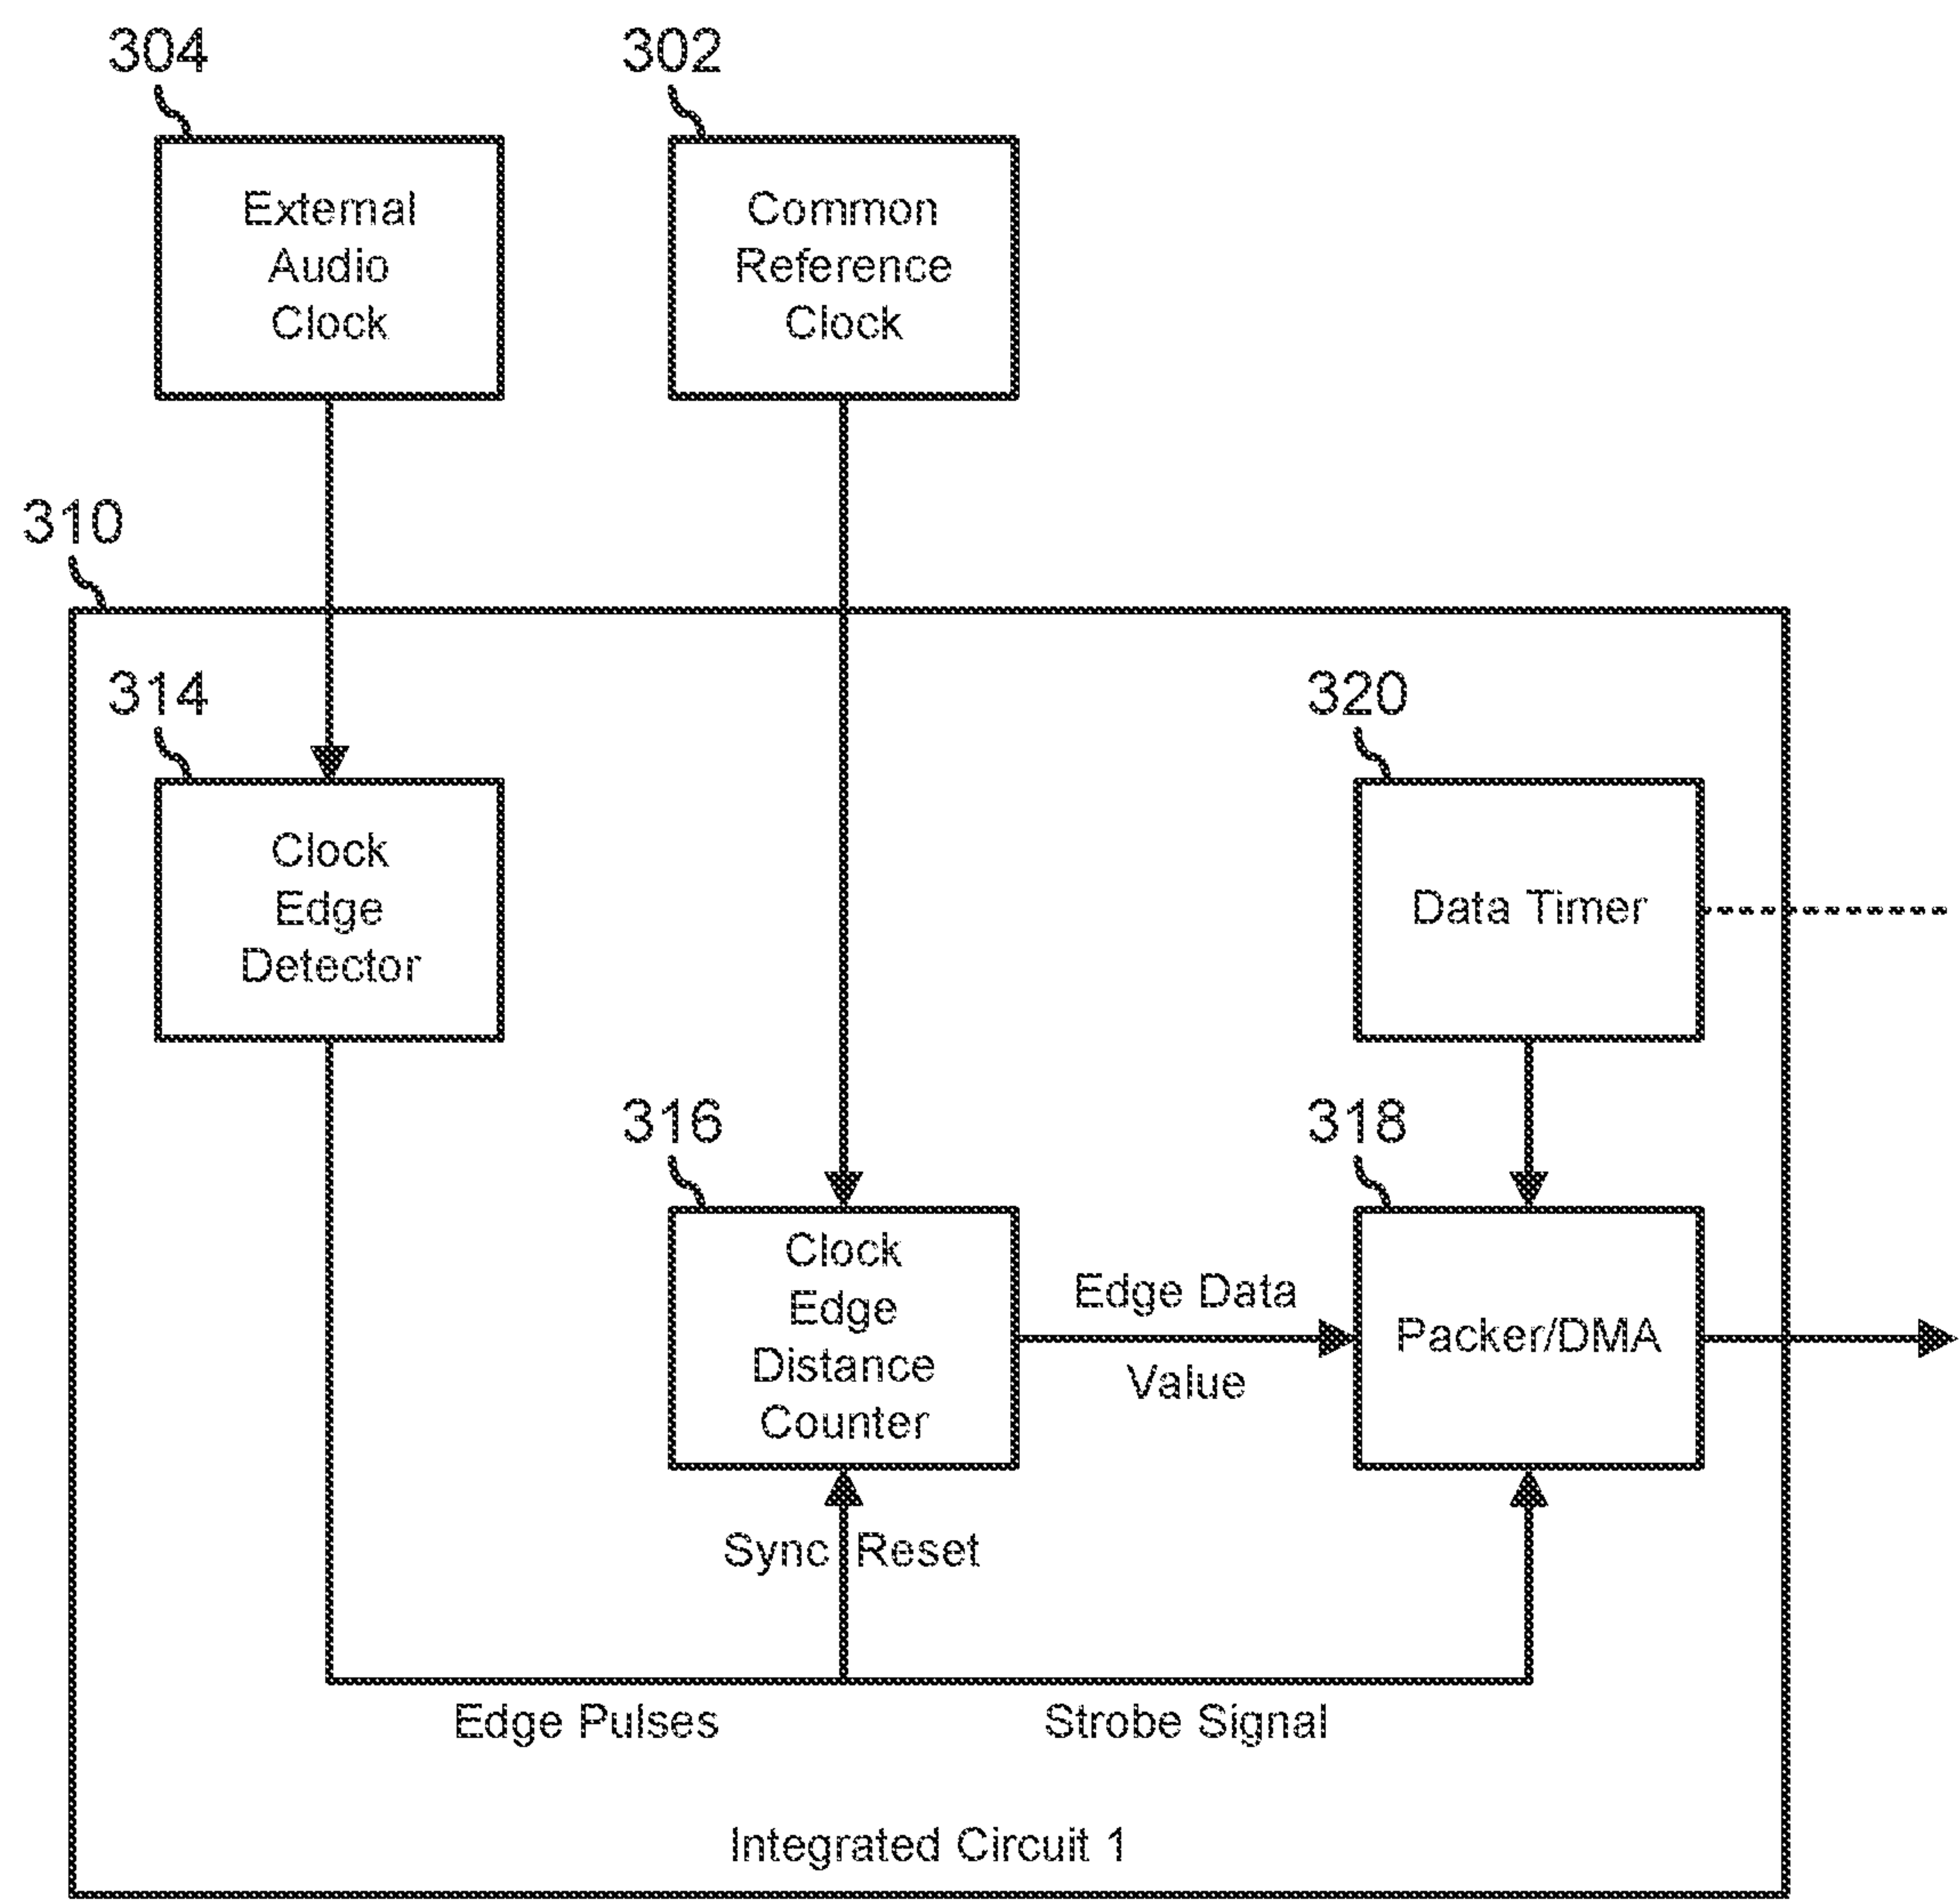 304
302
External
Audio
Clock
Common
Reference
Clock
310
314
320
Clock
Edge
Detector
Data Timer
316
318
Clock
Edge
Distance
Counter
Edge Data
Value
Packer/DMA
Sync Reset
Edge Pulses
Strobe Signal
Integrated Circuit 1